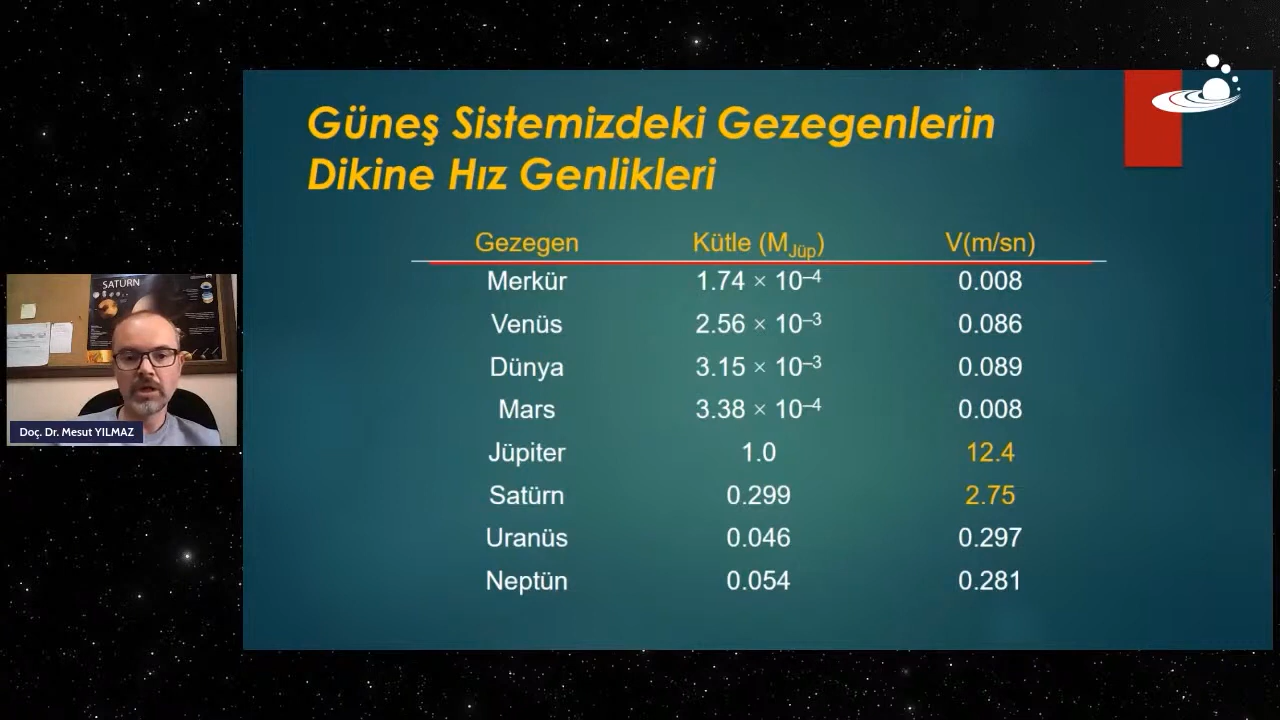 Güneş Sistemizdeki Gezegenlerin
Dikine Hız Genlikleri
Gezegen Kütle (MJüp) V(m/sn)
Merkür 1.74 × 10–4 0.008
Venüs 2.56 × 10–3 0.086
Dünya 3.15 × 10–3 0.089
Mars 3.38 × 10–4 0.008
Jüpiter 1.0 12.4
Satürn 0.299 2.75
Uranüs 0.046 0.297
Neptün 0.054 0.281
SATURN
Doç. Dr. Mesut YILMAZ